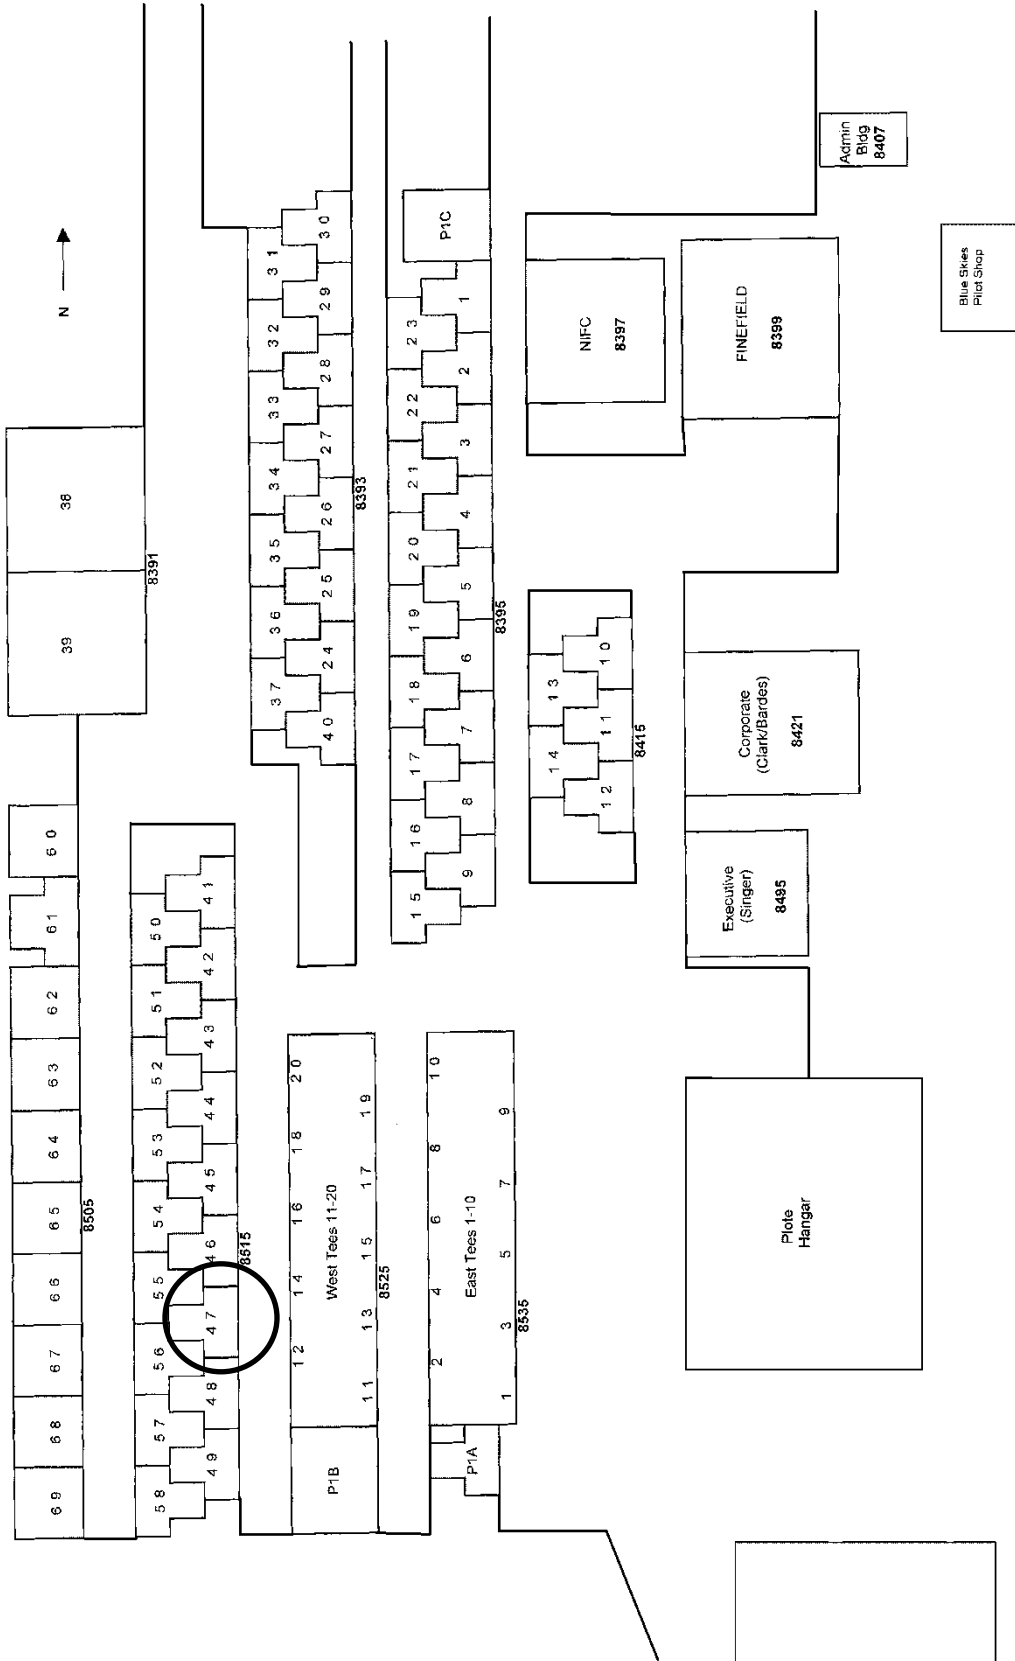 N
69 68 67 66 65 64 63 62 61 60
8505
39 38
8391
58 57 56 55 54 53 52 51 50
49 48 47 46 45 44 43 42 41
8515
37 36 35 34 33 32 31
40 24 25 26 27 28 29 30
8393
P1B
12 14 16 18 20
West Tees 11-20
11 13 15 17 19
8525
15 16 17 18 19 20 21 22 23
9 8 7 6 5 4 3 2 1
8395
P1C
P1A
2 4 6 8 10
East Tees 1-10
1 3 5 7 9
8535
14 13
12 11 10
8415
NIFC
8397
Plote
Hangar
Executive
(Singer)
8495
Corporate
(Clark/Bardes)
8421
FINEFIELD
8399
Admin
Bldg
8407
Blue Skies
Pilot Shop